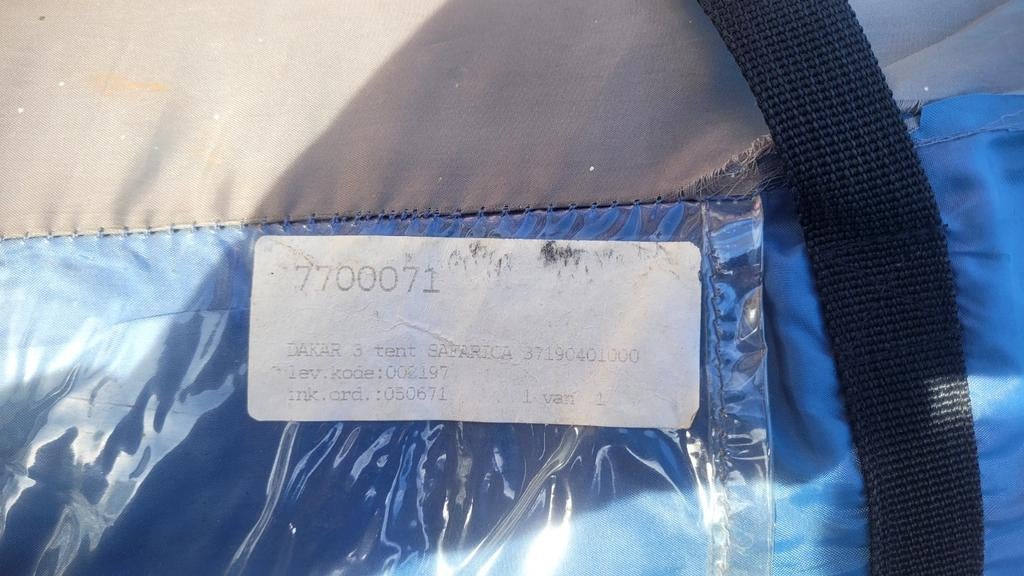 7700071
DAKAR 3 tent SAFARICA 37190401000
lev.kode:002197
ink.ord.:050671 1 van 1